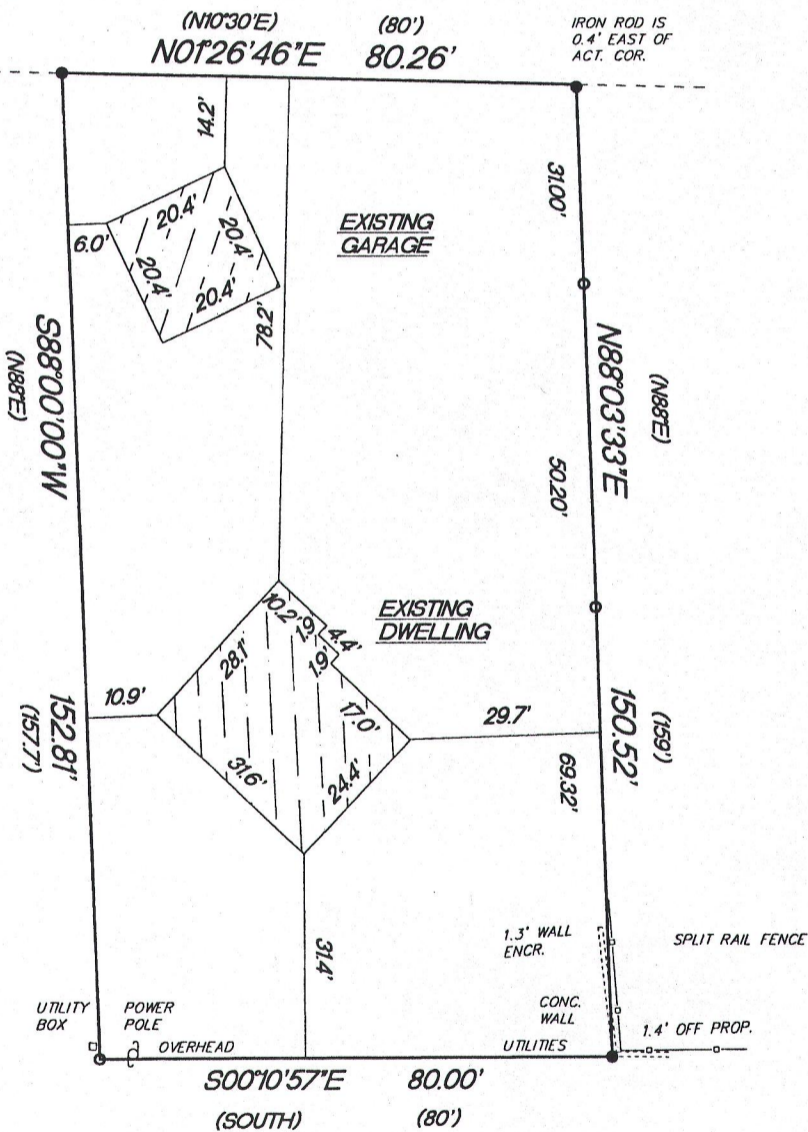 (N10°30'E) (80')
N01°26'46"E 80.26'
IRON ROD IS
0.4' EAST OF
ACT. COR.
14.2'
31.00'
20.4'
20.4'
20.4'
20.4'
6.0'
EXISTING
GARAGE
78.2'
S88°00'00"W
(N88°E)
N88°03'33"E
(N88°E)
50.20'
10.2'
1.9'
4.4'
1.9'
EXISTING
DWELLING
28.1'
17.0'
31.6'
24.4'
10.9'
29.7'
152.81'
(157.7')
150.52'
(159')
69.32'
31.4'
1.3' WALL
ENCR.
SPLIT RAIL FENCE
CONC.
WALL
1.4' OFF PROP.
UTILITY
BOX
POWER
POLE
OVERHEAD UTILITIES
S00°10'57"E 80.00'
(SOUTH) (80')